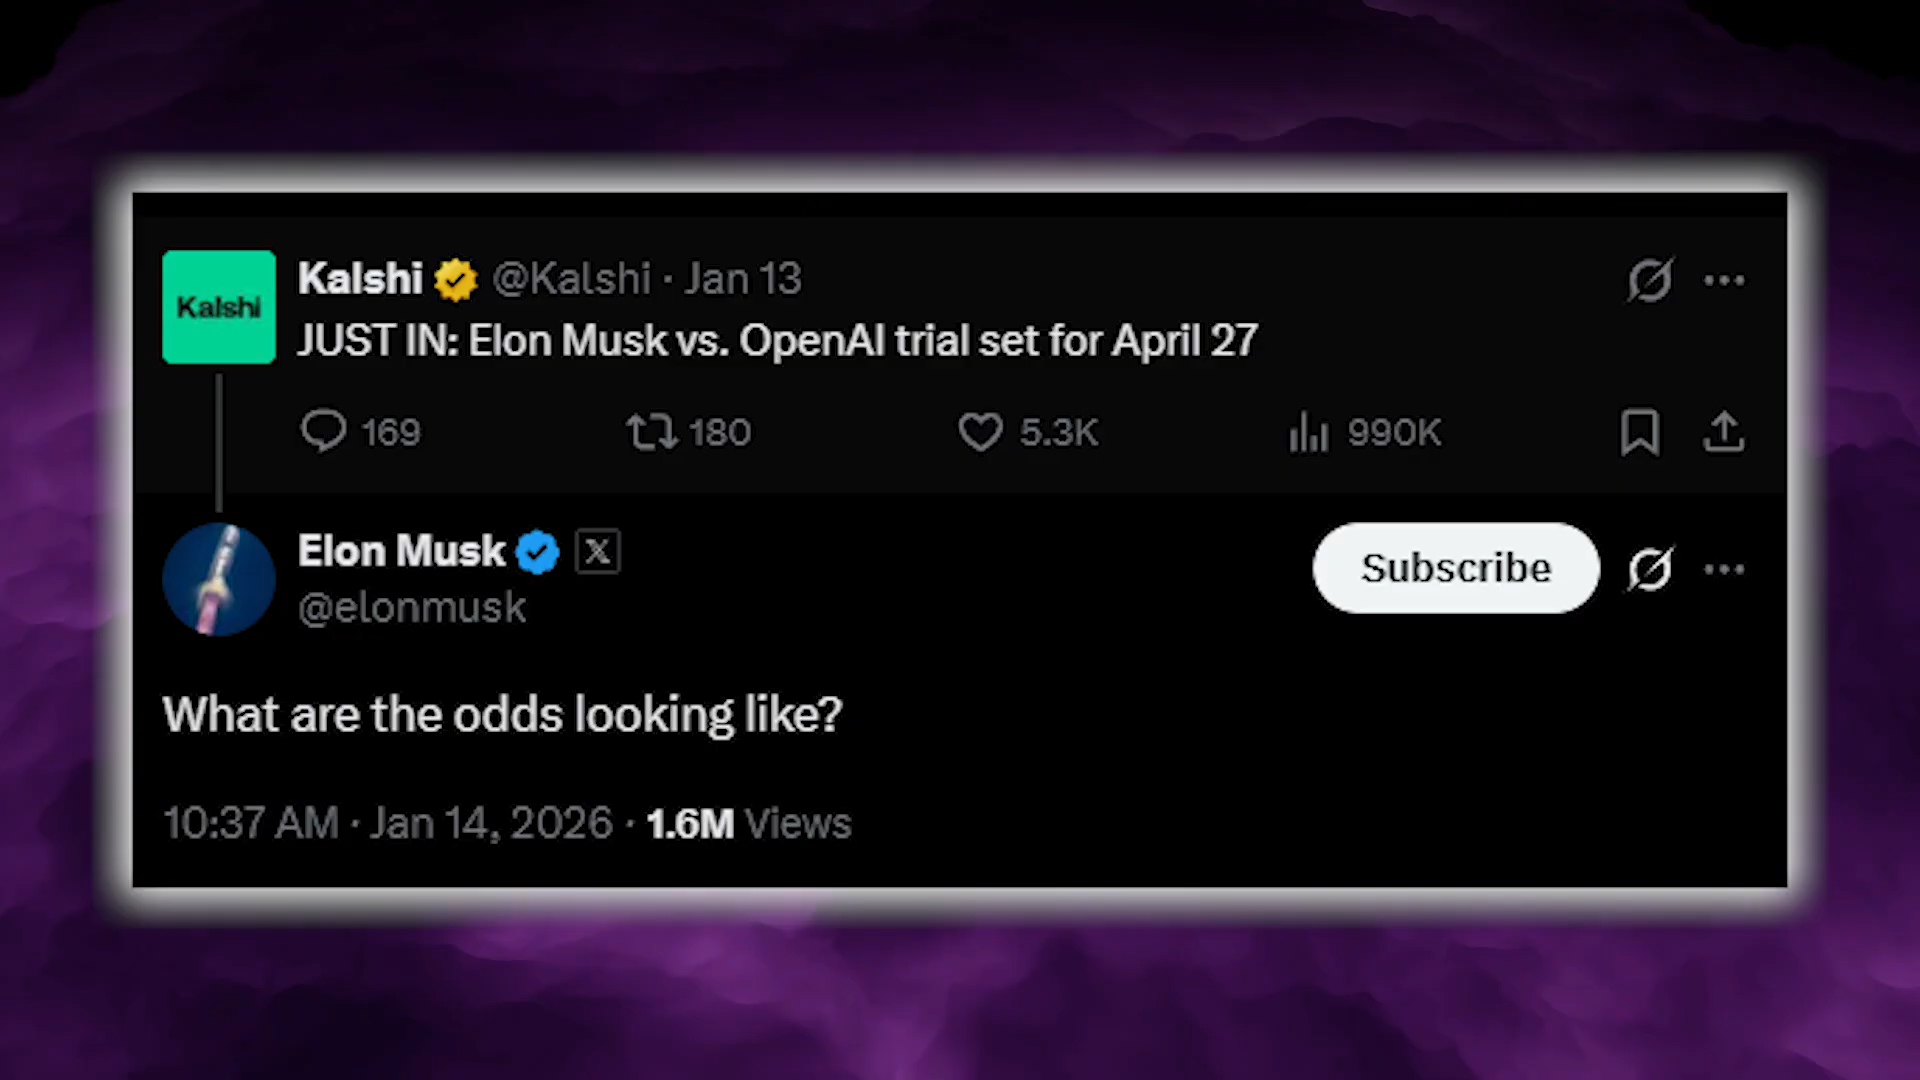 Kalshi
Kalshi @Kalshi · Jan 13
JUST IN: Elon Musk vs. OpenAI trial set for April 27
169 180 5.3K 990K
Elon Musk X
@elonmusk
Subscribe
What are the odds looking like?
10:37 AM · Jan 14, 2026 · 1.6M Views